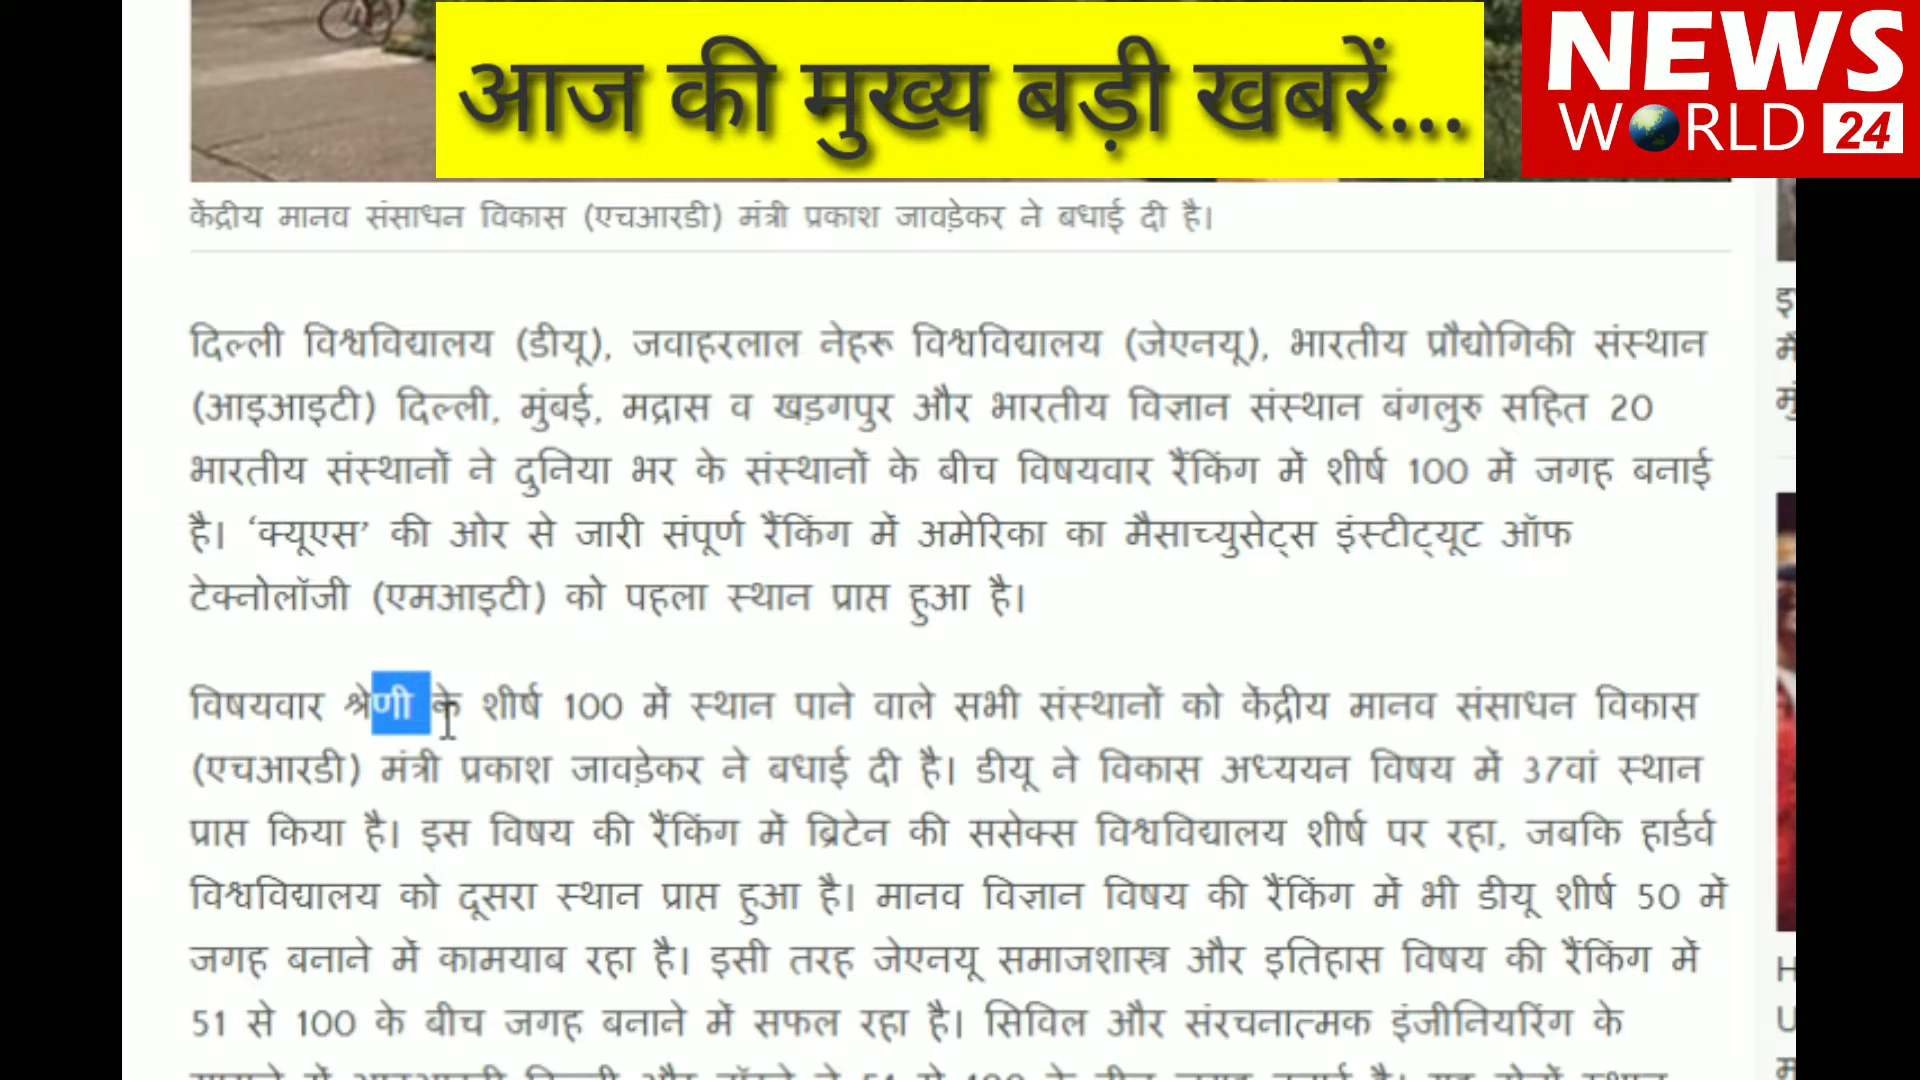 आज की मुख्य बड़ी खबरें...
NEWS
WORLD 24
केंद्रीय मानव संसाधन विकास (एचआरडी) मंत्री प्रकाश जावड़ेकर ने बधाई दी है।
दिल्ली विश्वविद्यालय (डीयू), जवाहरलाल नेहरू विश्वविद्यालय (जेएनयू), भारतीय प्रौद्योगिकी संस्थान
(आइआइटी) दिल्ली, मुंबई, मद्रास व खड़गपुर और भारतीय विज्ञान संस्थान बंगलुरु सहित 20
भारतीय संस्थानों ने दुनिया भर के संस्थानों के बीच विषयवार रैंकिंग में शीर्ष 100 में जगह बनाई
है। ‘क्यूएस’ की ओर से जारी संपूर्ण रैंकिंग में अमेरिका का मैसाच्युसेट्स इंस्टीट्यूट ऑफ
टेक्नोलॉजी (एमआइटी) को पहला स्थान प्राप्त हुआ है।
विषयवार श्रेणी के शीर्ष 100 में स्थान पाने वाले सभी संस्थानों को केंद्रीय मानव संसाधन विकास
(एचआरडी) मंत्री प्रकाश जावड़ेकर ने बधाई दी है। डीयू ने विकास अध्ययन विषय में 37वां स्थान
प्राप्त किया है। इस विषय की रैंकिंग में ब्रिटेन की ससेक्स विश्वविद्यालय शीर्ष पर रहा, जबकि हार्डर्व
विश्वविद्यालय को दूसरा स्थान प्राप्त हुआ है। मानव विज्ञान विषय की रैंकिंग में भी डीयू शीर्ष 50 में
जगह बनाने में कामयाब रहा है। इसी तरह जेएनयू समाजशास्त्र और इतिहास विषय की रैंकिंग में
51 से 100 के बीच जगह बनाने में सफल रहा है। सिविल और संरचनात्मक इंजीनियरिंग के